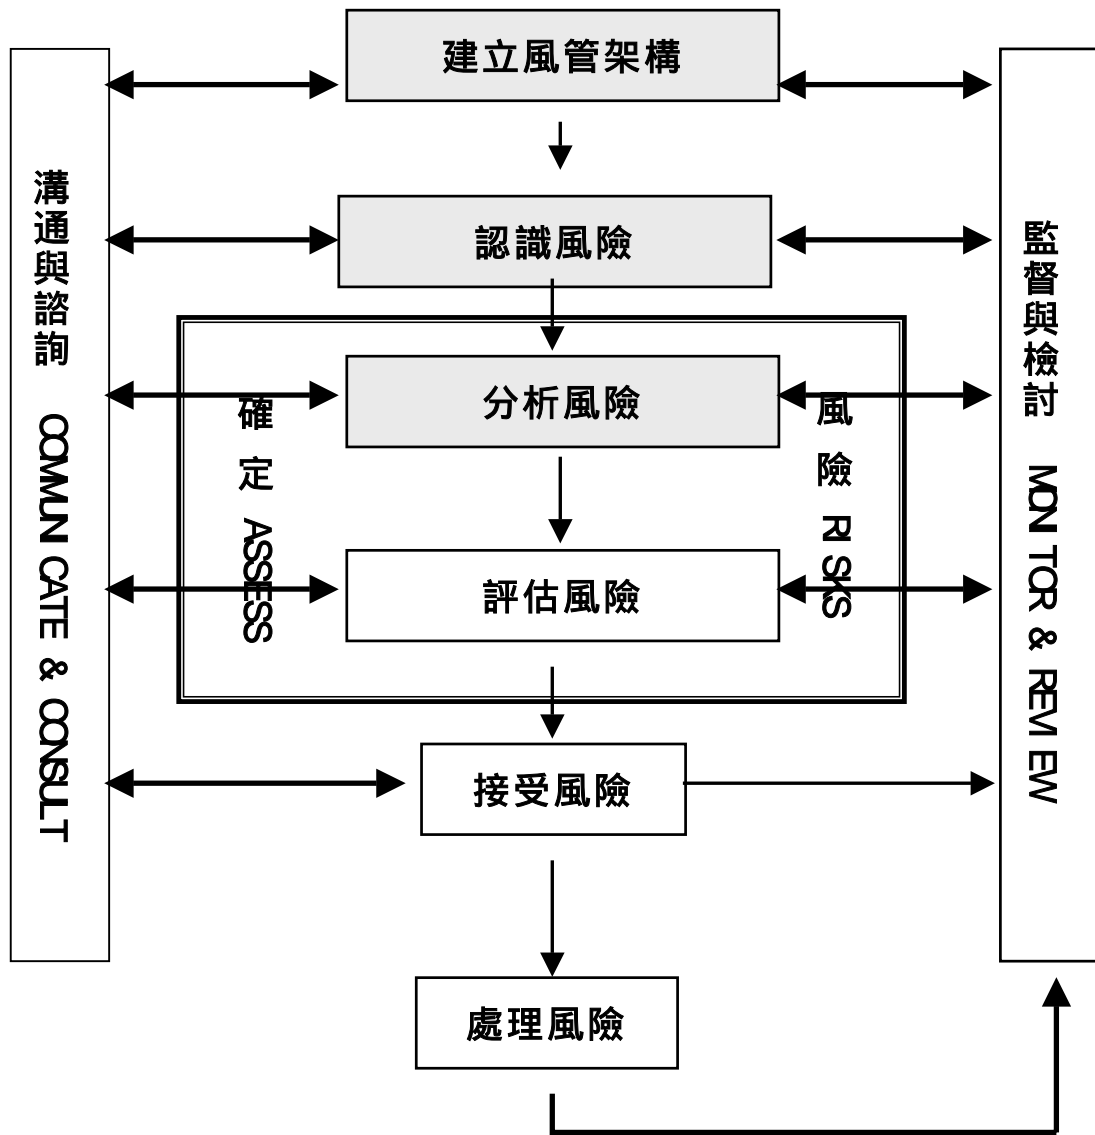 建立風管架構
溝通與諮詢 COMMUNICATE & CONSULT
認識風險
監督與檢討 MONITOR & REVIEW
分析風險
確定 ASSESS
風險 RISKS
評估風險
接受風險
處理風險